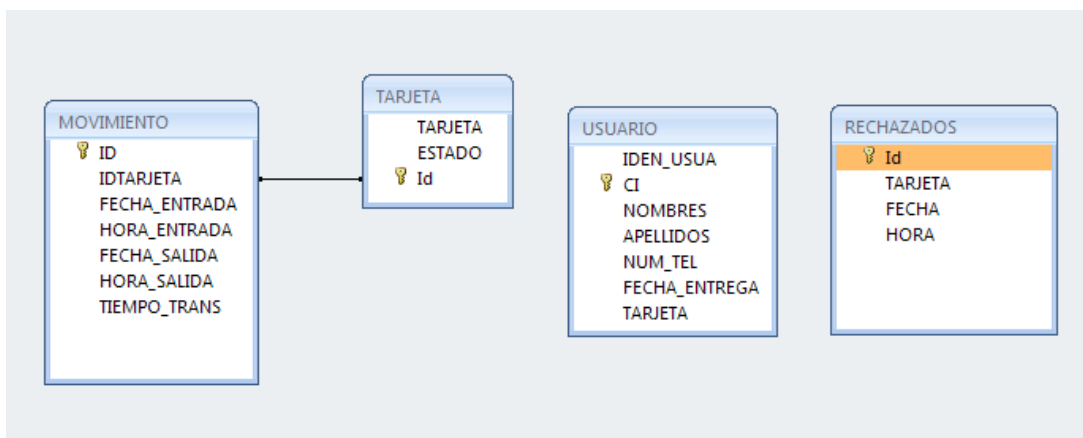 MOVIMIENTO
ID
IDTARJETA
FECHA_ENTRADA
HORA_ENTRADA
FECHA_SALIDA
HORA_SALIDA
TIEMPO_TRANS
TARJETA
TARJETA
ESTADO
Id
USUARIO
IDEN_USUA
CI
NOMBRES
APELLIDOS
NUM_TEL
FECHA_ENTREGA
TARJETA
RECHAZADOS
Id
TARJETA
FECHA
HORA